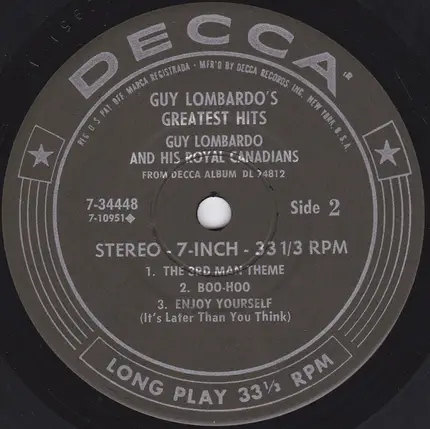 DECCA®
REG. U.S. PAT. OFF. MARCA REGISTRADA - MF'D BY DECCA RECORDS, INC. NEW YORK, U.S.A.
GUY LOMBARDO'S
GREATEST HITS
GUY LOMBARDO
AND HIS ROYAL CANADIANS
FROM DECCA ALBUM DL 74812
7-34448
7-10951◆
Side 2
STEREO - 7-INCH - 33 1/3 RPM
1. THE 3RD MAN THEME
2. BOO-HOO
3. ENJOY YOURSELF
(It's Later Than You Think)
LONG PLAY 33⅓ RPM